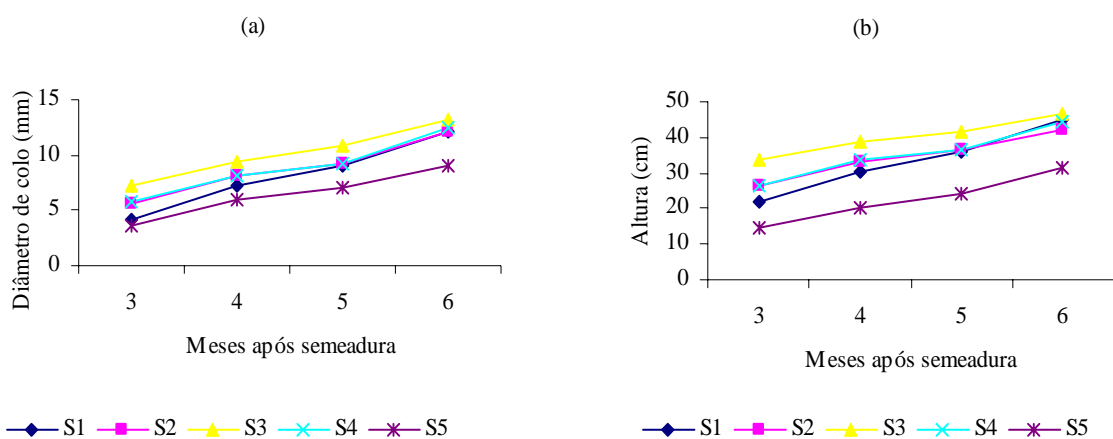 (a)
Diâmetro de colo (mm)
15
10
5
0
3 4 5 6
Meses após semeadura
S1 S2 S3 S4 S5
(b)
Altura (cm)
50
40
30
20
10
0
3 4 5 6
Meses após semeadura
S1 S2 S3 S4 S5